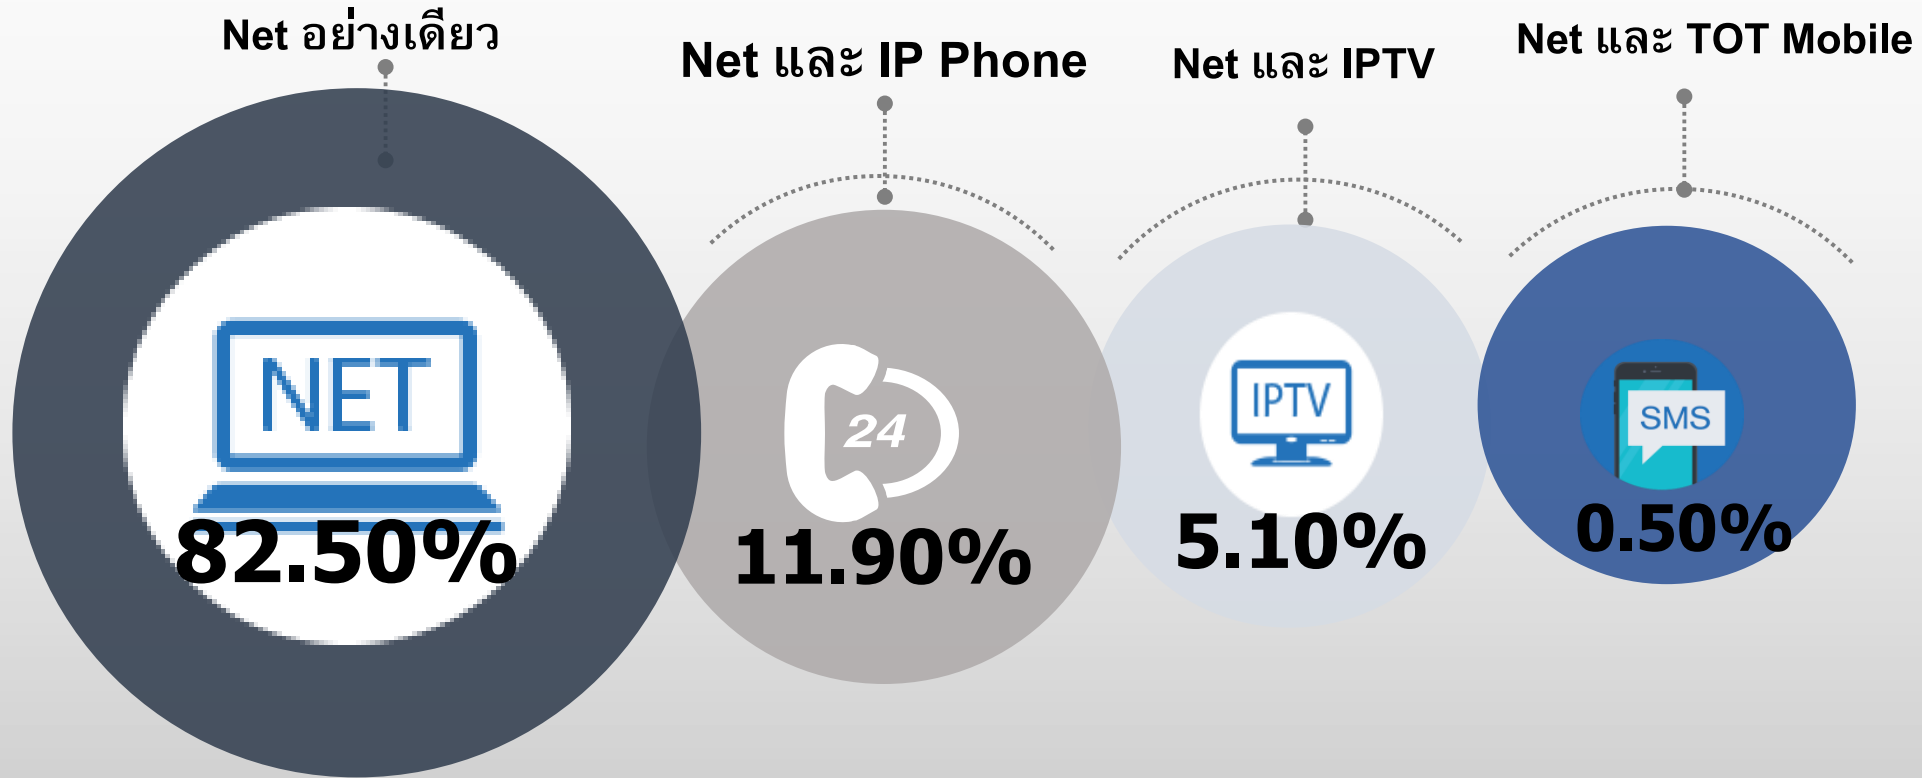 Net อย่างเดียว
Net และ IP Phone
Net และ IPTV
Net และ TOT Mobile
NET
24
IPTV
SMS
82.50%
11.90%
5.10%
0.50%